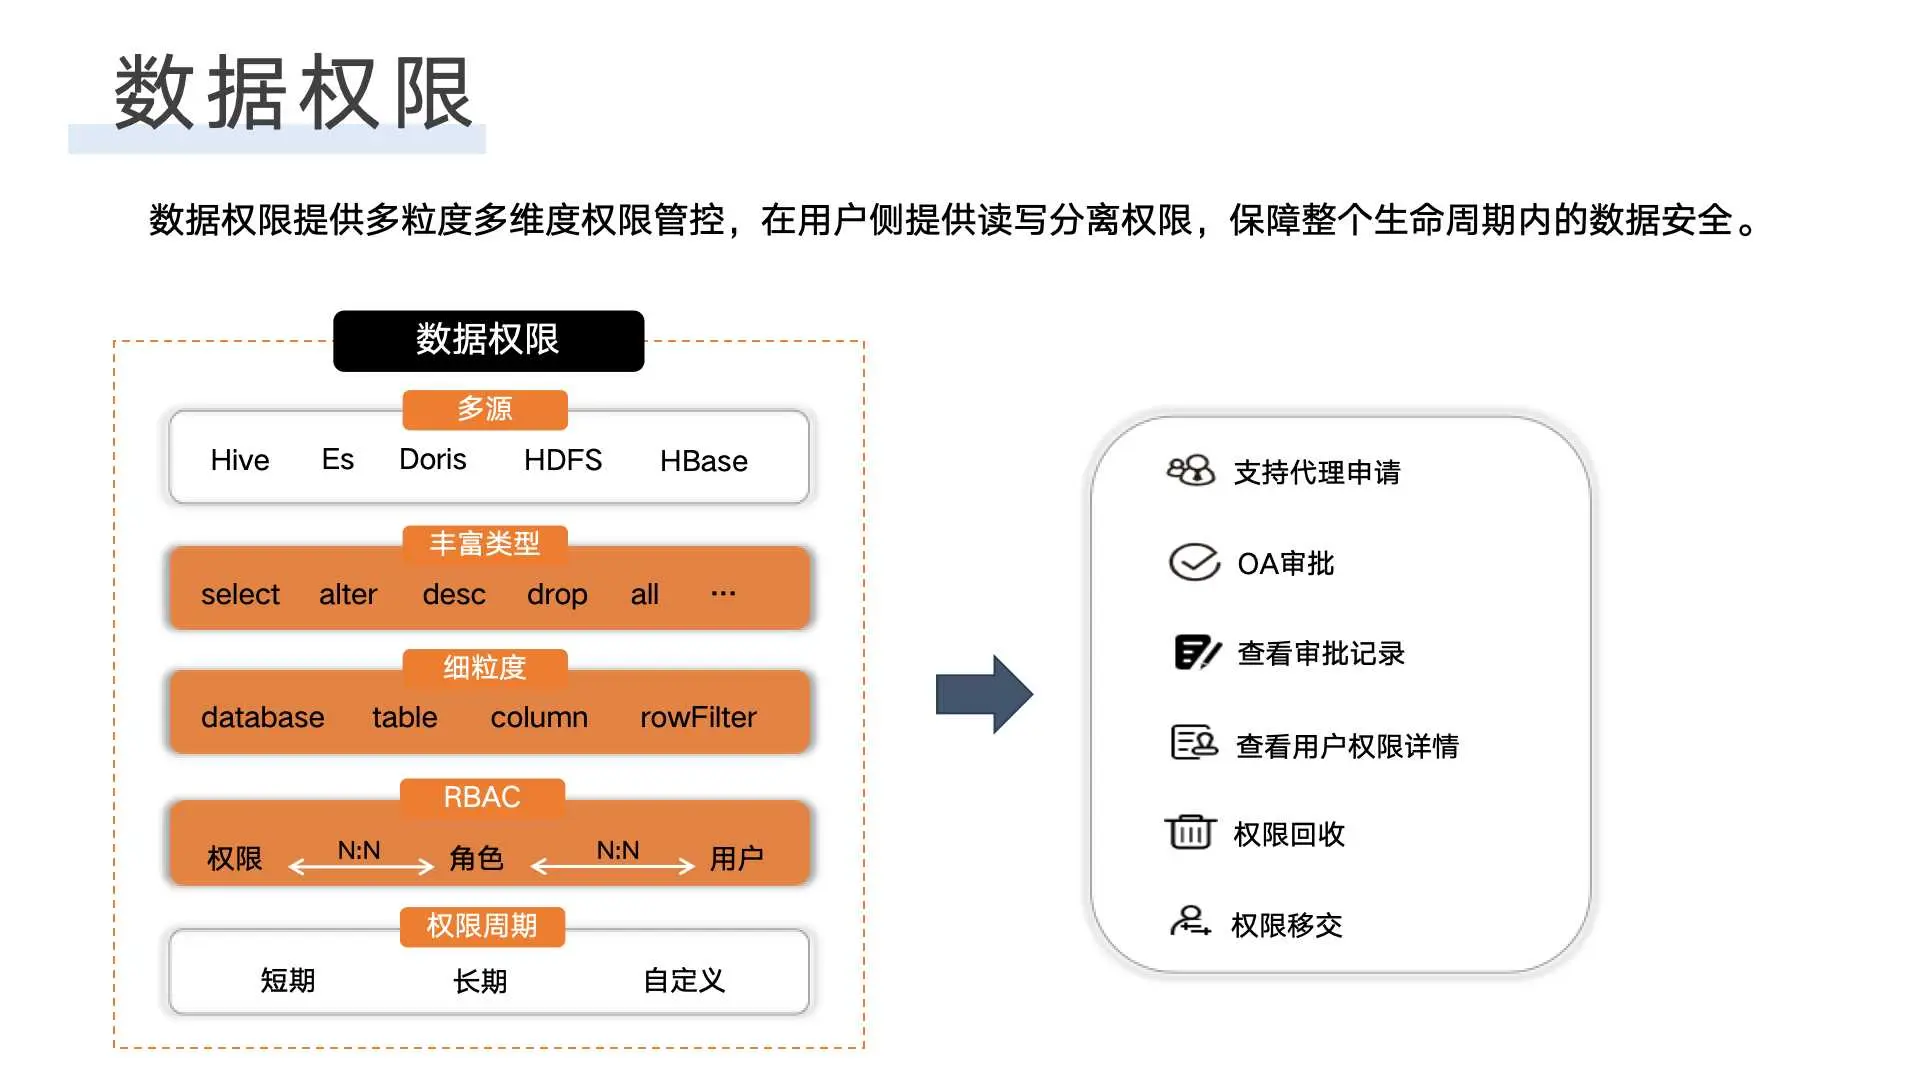 数据权限
数据权限提供多粒度多维度权限管控，在用户侧提供读写分离权限，保障整个生命周期内的数据安全。
数据权限
多源
Hive Es Doris HDFS HBase
丰富类型
select alter desc drop all ···
细粒度
database table column rowFilter
RBAC
权限 N:N 角色 N:N 用户
权限周期
短期 长期 自定义
支持代理申请
OA审批
查看审批记录
查看用户权限详情
权限回收
权限移交